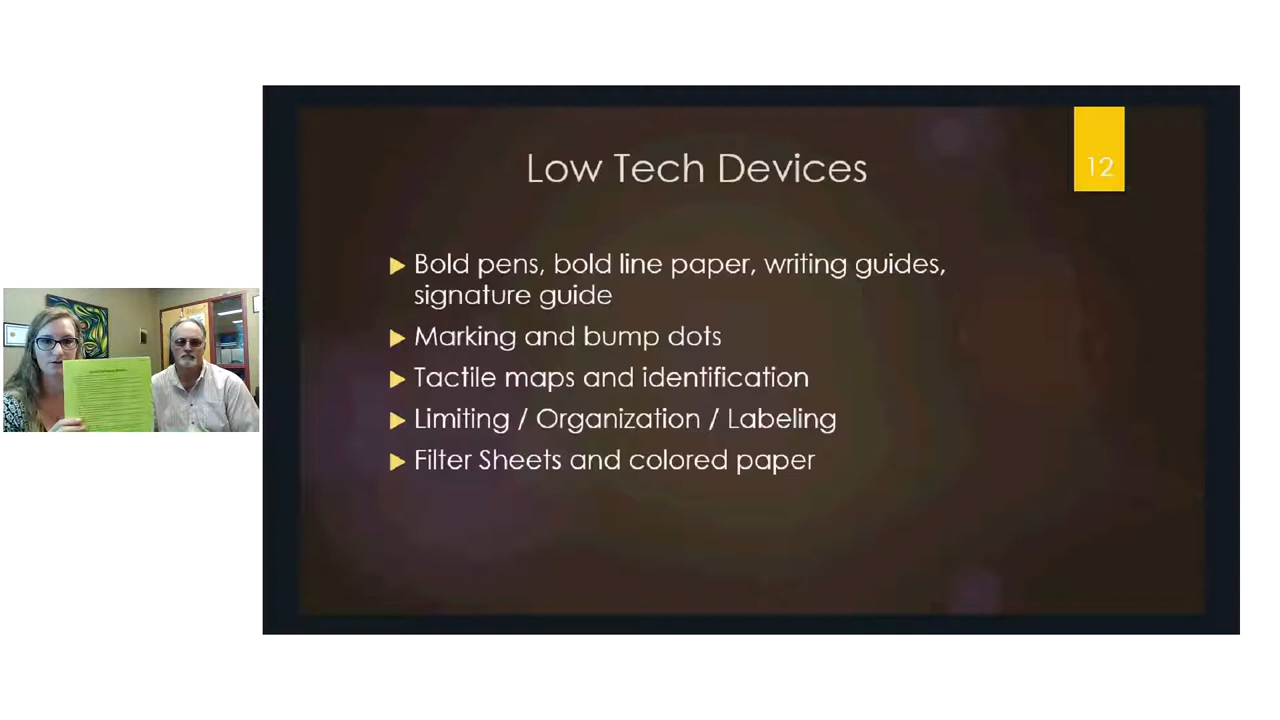 Low Tech Devices
12
Bold pens, bold line paper, writing guides,
signature guide
Marking and bump dots
Tactile maps and identification
Limiting / Organization / Labeling
Filter Sheets and colored paper